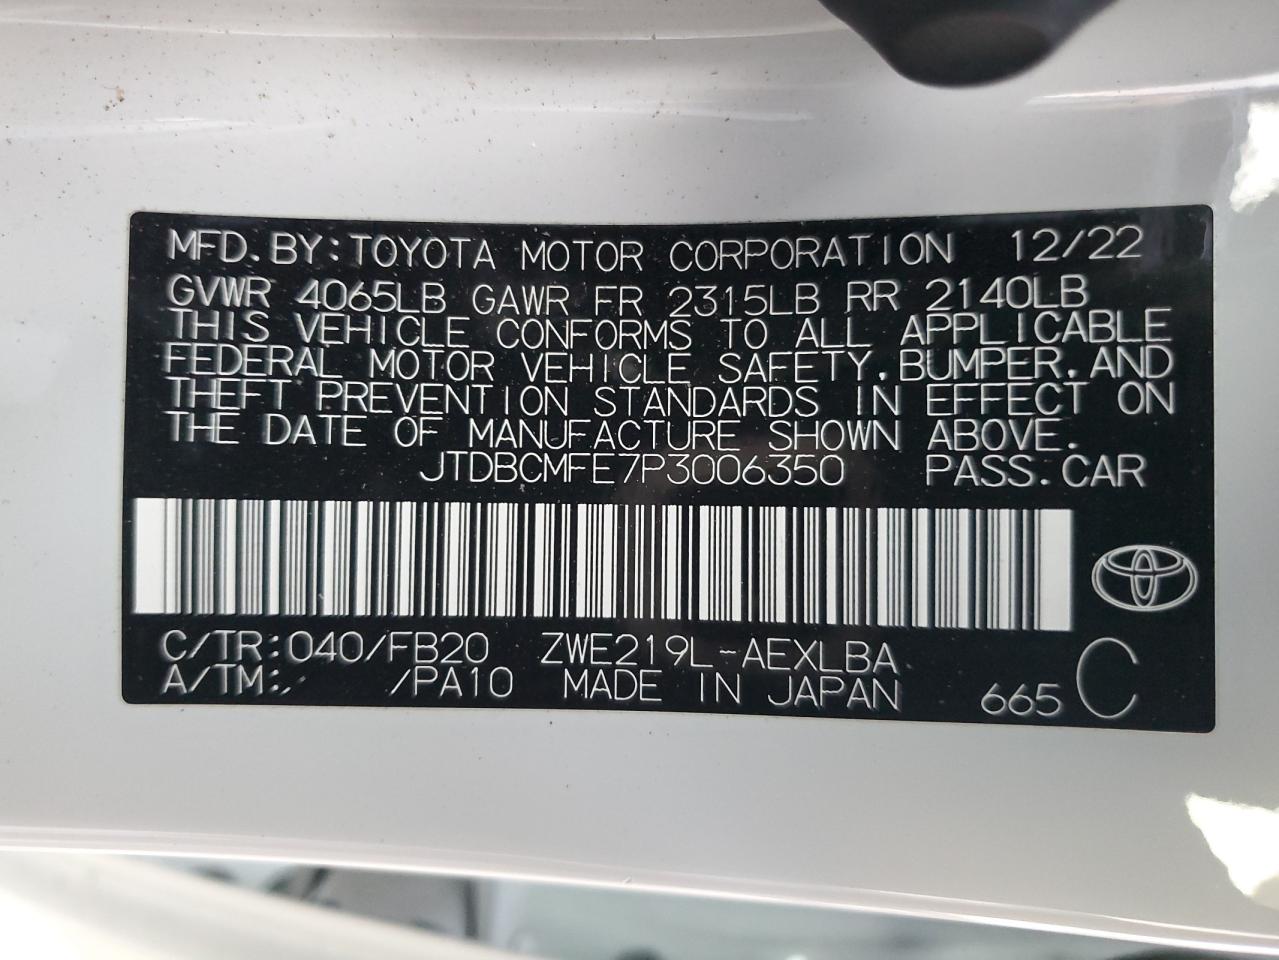 MFD.BY:TOYOTA MOTOR CORPORATION 12/22
GVWR 4065LB GAWR FR 2315LB RR 2140LB
THIS VEHICLE CONFORMS TO ALL APPLICABLE
FEDERAL MOTOR VEHICLE SAFETY,BUMPER,AND
THEFT PREVENTION STANDARDS IN EFFECT ON
THE DATE OF MANUFACTURE SHOWN ABOVE.
JTDBCMFE7P3006350 PASS.CAR
C/TR:040/FB20 ZWE219L-AEXLBA
A/TM:-/ /PA10 MADE IN JAPAN 665 C